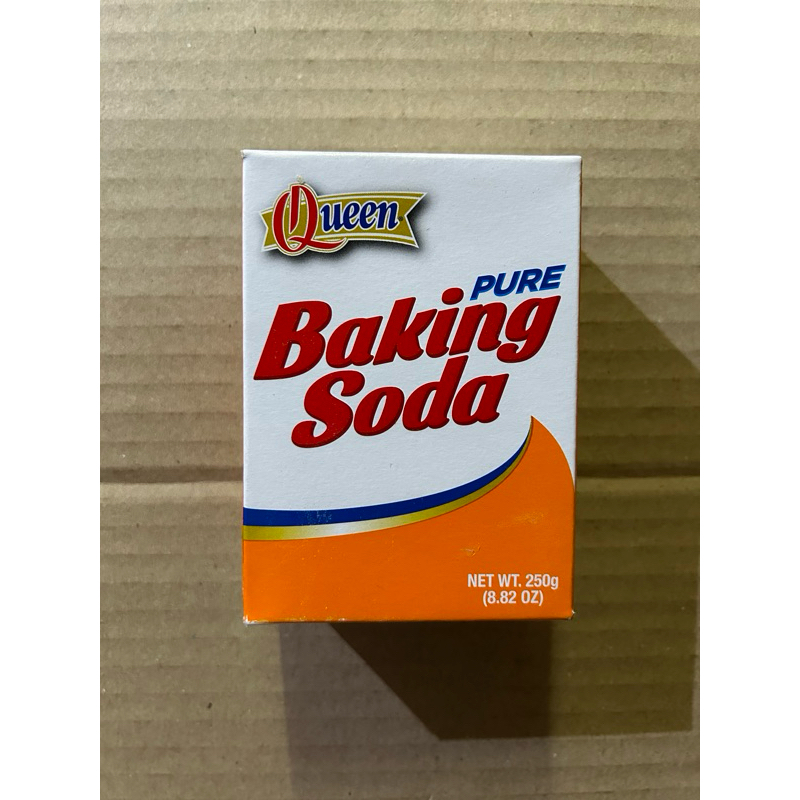 Queen
PURE
Baking
Soda
NET WT. 250g
(8.82 OZ)